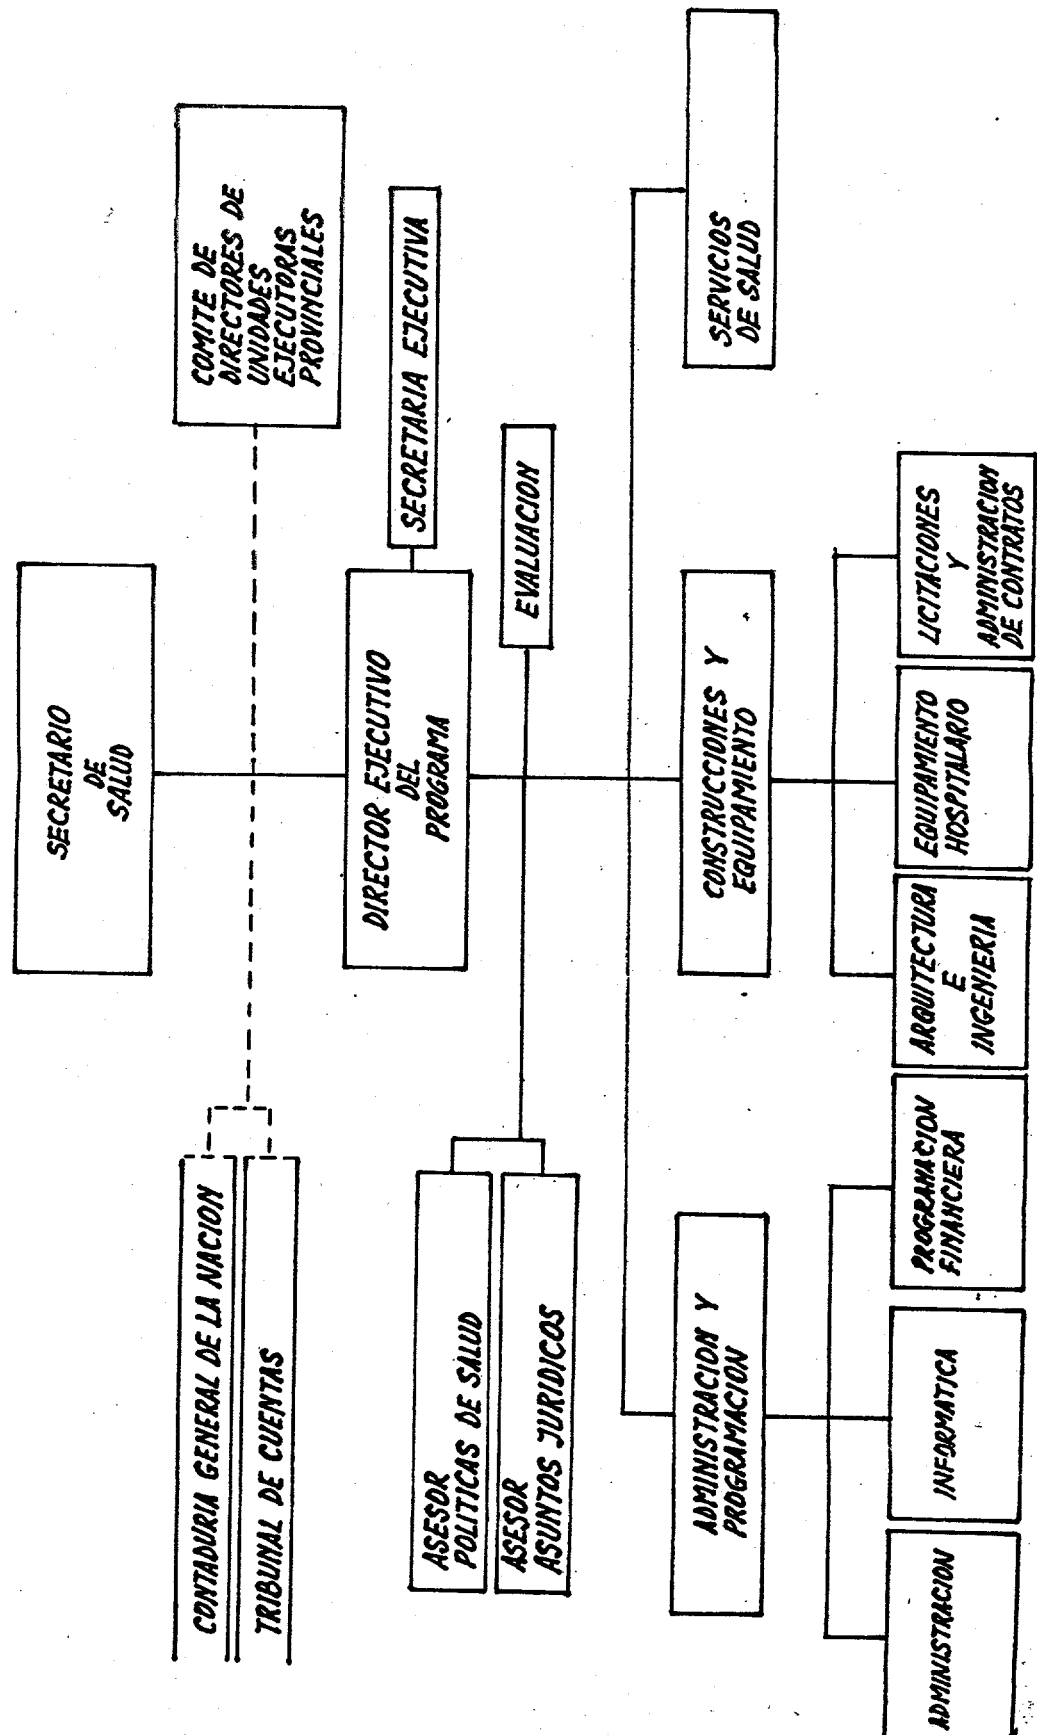 SECRETARIO
DE
SALUD
CONTADURIA GENERAL DE LA NACION
TRIBUNAL DE CUENTAS
COMITE DE
DIRECTORES DE
UNIDADES
EJECUTORAS
PROVINCIALES
DIRECTOR EJECUTIVO
DEL
PROGRAMA
SECRETARIA EJECUTIVA
ASESOR
POLITICAS DE SALUD
ASESOR
ASUNTOS JURIDICOS
EVALUACION
ADMINISTRACION Y
PROGRAMACION
CONSTRUCCIONES Y
EQUIPAMIENTO
SERVICIOS
DE SALUD
ADMINISTRACION
INFORMATICA
PROGRAMACION
FINANCIERA
ARQUITECTURA
E
INGENIERIA
EQUIPAMIENTO
HOSPITALARIO
LICITACIONES
Y
ADMINISTRACION
DE CONTRATOS